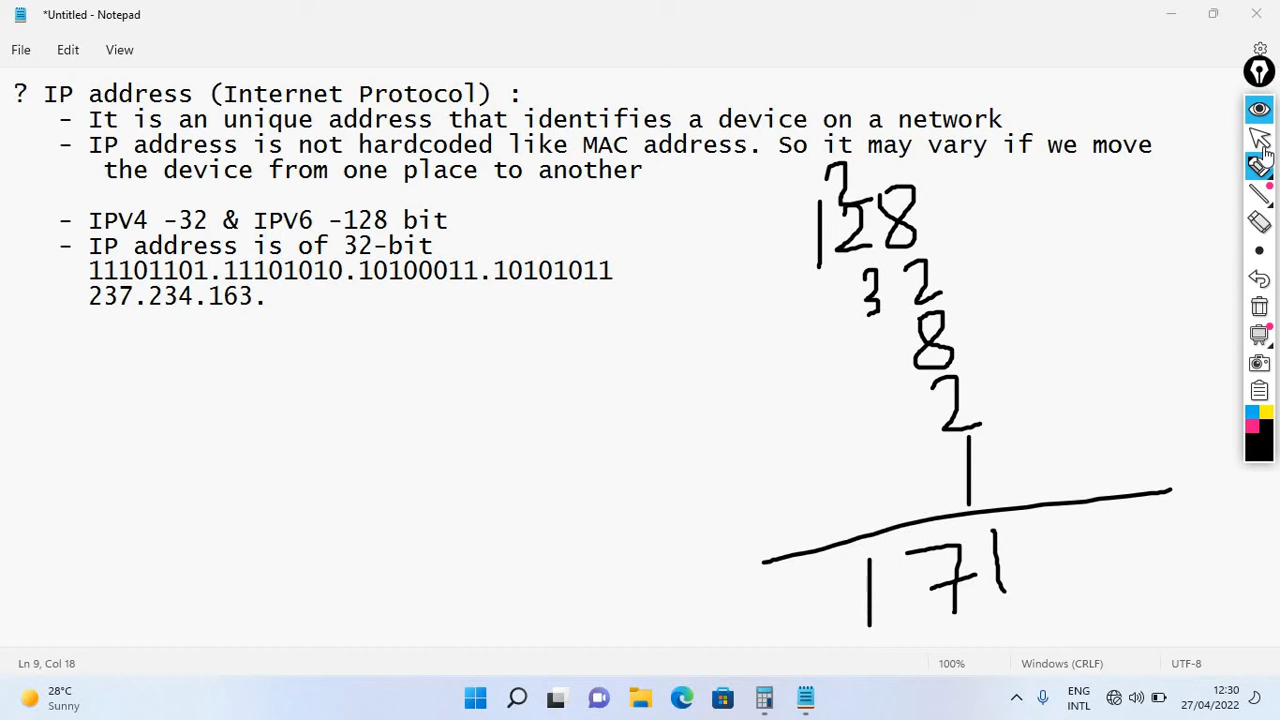 *Untitled - Notepad
File Edit View
? IP address (Internet Protocol) :
- It is an unique address that identifies a device on a network
- IP address is not hardcoded like MAC address. So it may vary if we move
the device from one place to another
- IPV4 -32 & IPV6 -128 bit
- IP address is of 32-bit
11101101.11101010.10100011.10101011
237.234.163.
2
128
32
8
2
1
171
Ln 9, Col 18 100% Windows (CRLF) UTF-8
28°C
Sunny
ENG
INTL
12:39
27/04/2022